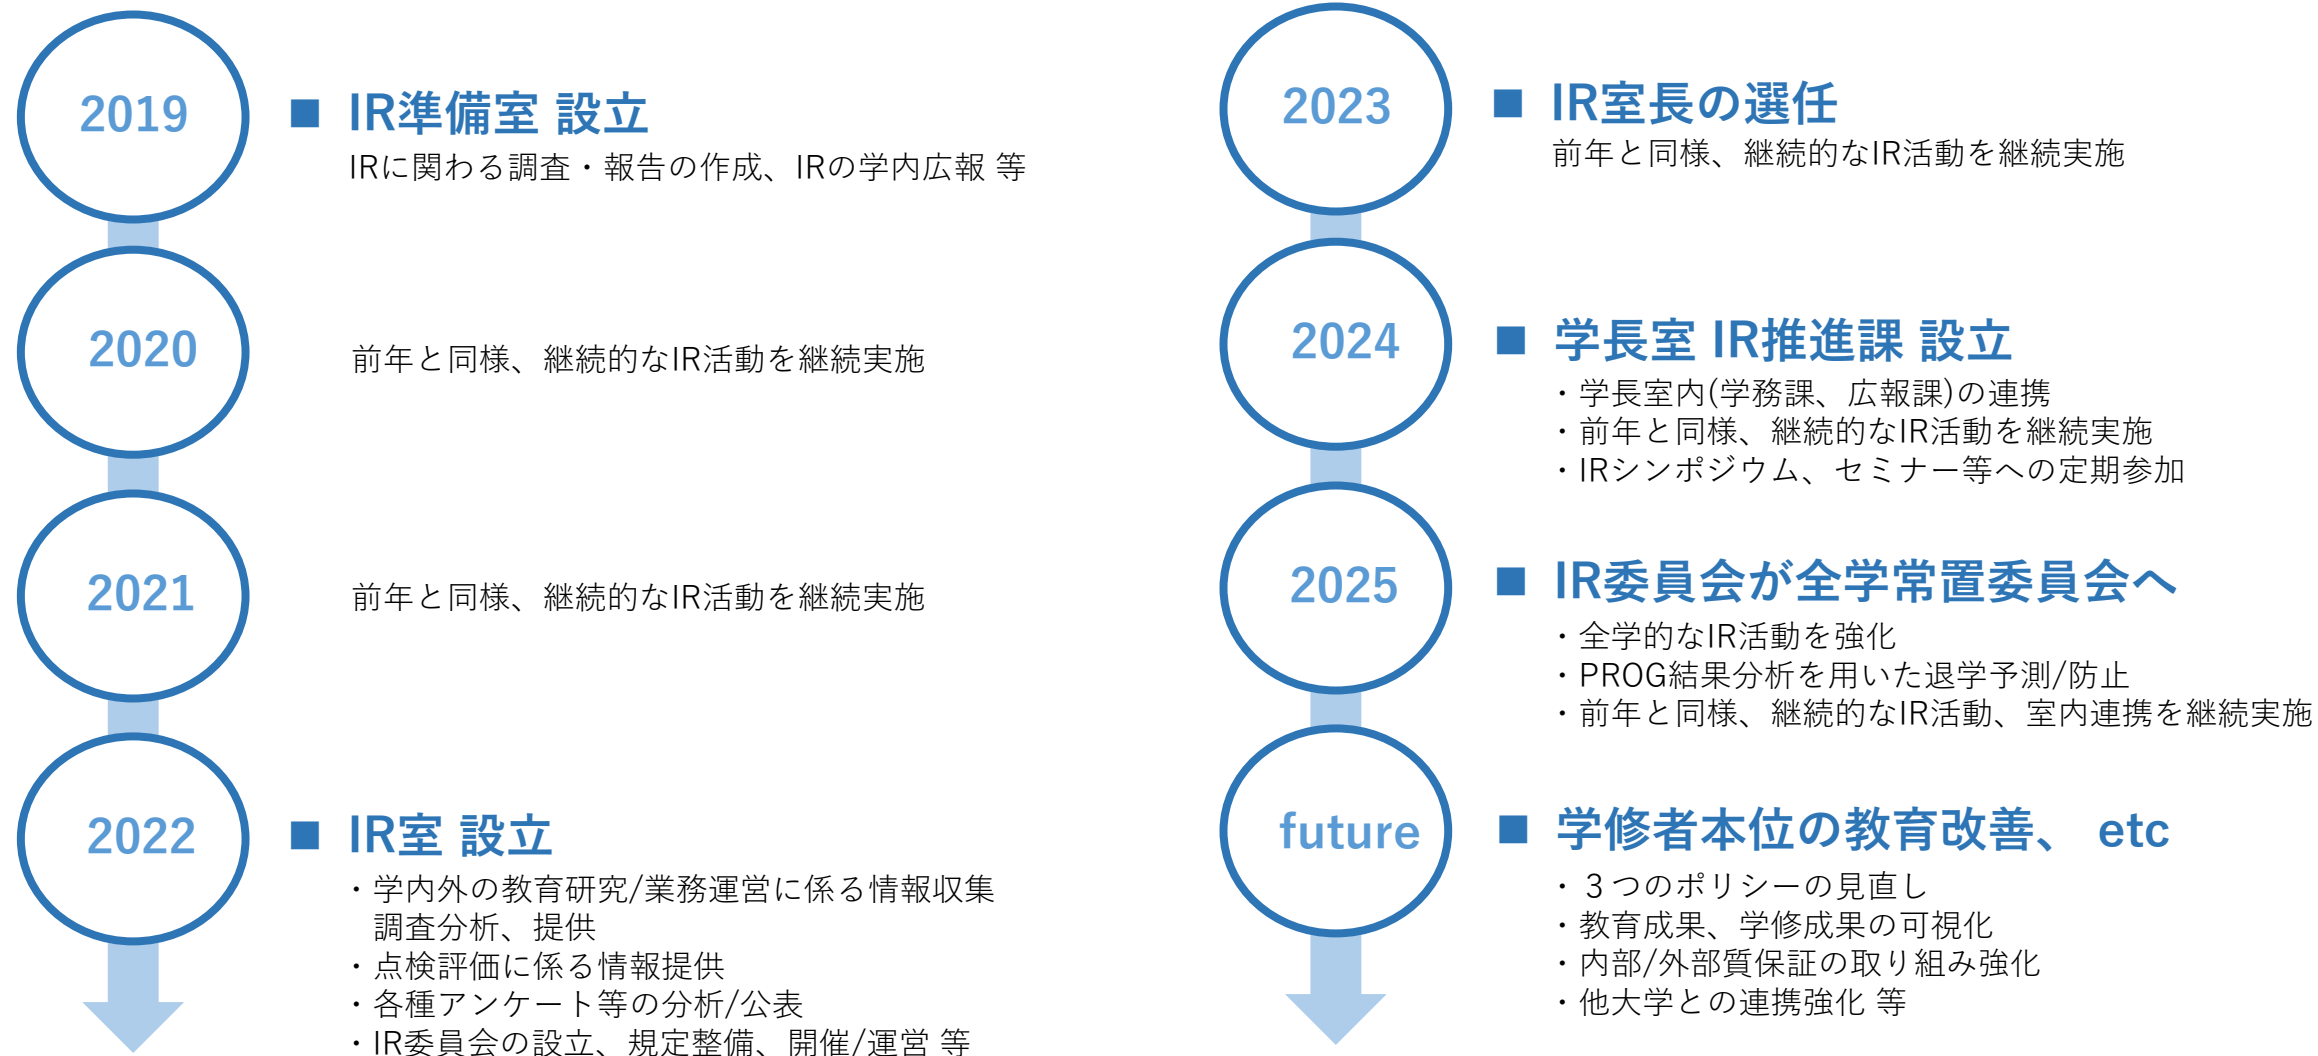 2019
■ IR準備室 設立
IRに関わる調査・報告の作成、IRの学内広報 等
2020
前年と同様、継続的なIR活動を継続実施
2021
前年と同様、継続的なIR活動を継続実施
2022
■ IR室 設立
・学内外の教育研究/業務運営に係る情報収集
調査分析、提供
・点検評価に係る情報提供
・各種アンケート等の分析/公表
・IR委員会の設立、規定整備、開催/運営 等
2023
■ IR室長の選任
前年と同様、継続的なIR活動を継続実施
2024
■ 学長室 IR推進課 設立
・学長室内(学務課、広報課)の連携
・前年と同様、継続的なIR活動を継続実施
・IRシンポジウム、セミナー等への定期参加
2025
■ IR委員会が全学常置委員会へ
・全学的なIR活動を強化
・PROG結果分析を用いた退学予測/防止
・前年と同様、継続的なIR活動、室内連携を継続実施
future
■ 学修者本位の教育改善、 etc
・３つのポリシーの見直し
・教育成果、学修成果の可視化
・内部/外部質保証の取り組み強化
・他大学との連携強化 等